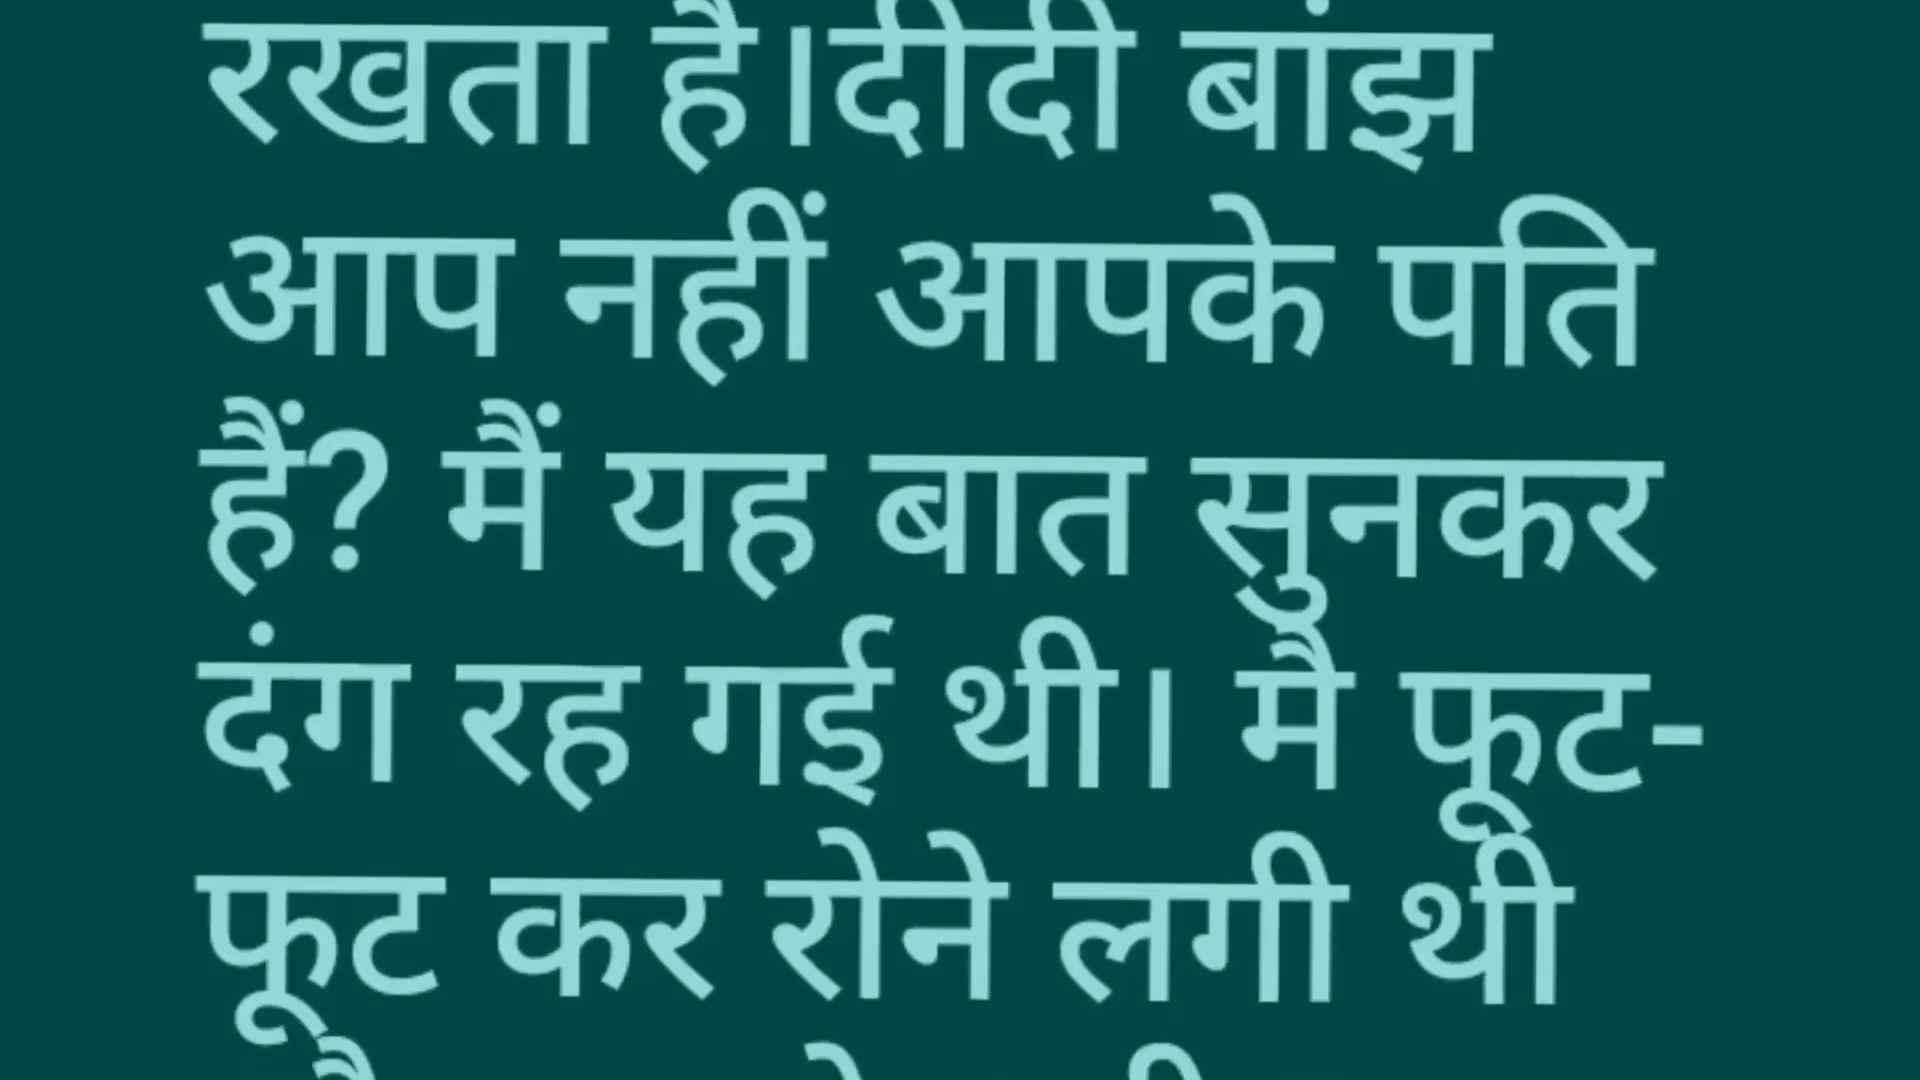 रखता है।दीदी बांझ
आप नहीं आपके पति
हैं? मैं यह बात सुनकर
दंग रह गई थी। मै फूट-
फूट कर रोने लगी थी